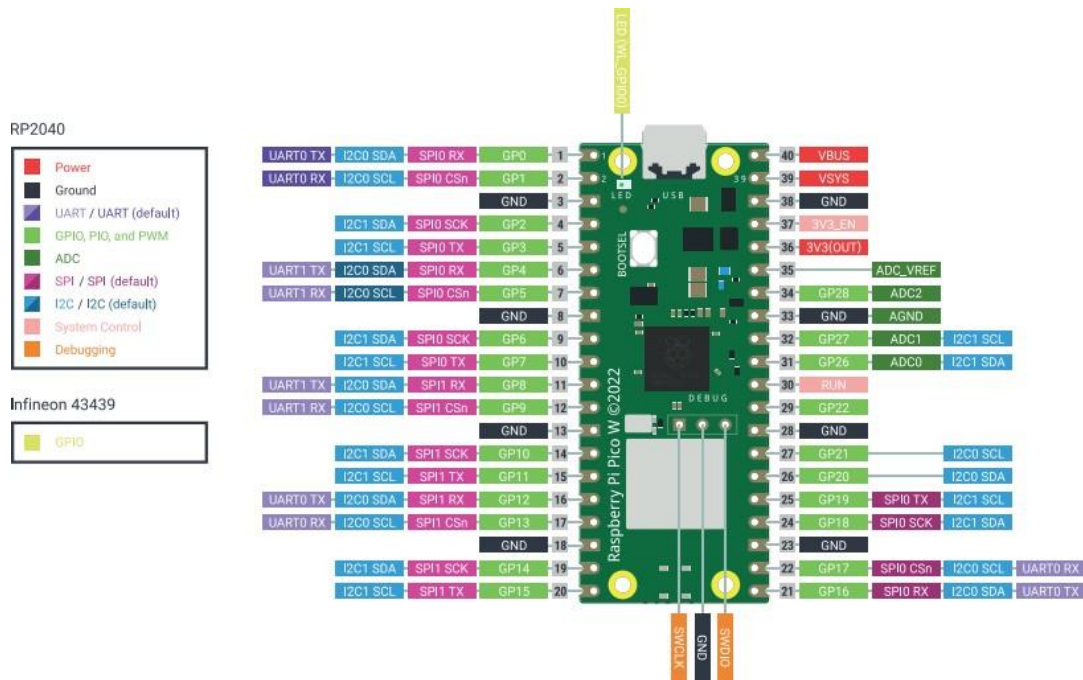 LED (WL_GPIO0)
RP2040
Power
Ground
UART / UART (default)
GPIO, PIO, and PWM
ADC
SPI / SPI (default)
I2C / I2C (default)
System Control
Debugging
Infineon 43439
GPIO
UART0 TX I2C0 SDA SPI0 RX GP0 1
UART0 RX I2C0 SCL SPI0 CSn GP1 2
GND 3
I2C1 SDA SPI0 SCK GP2 4
I2C1 SCL SPI0 TX GP3 5
UART1 TX I2C0 SDA SPI0 RX GP4 6
UART1 RX I2C0 SCL SPI0 CSn GP5 7
GND 8
I2C1 SDA SPI0 SCK GP6 9
I2C1 SCL SPI0 TX GP7 10
UART1 TX I2C0 SDA SPI1 RX GP8 11
UART1 RX I2C0 SCL SPI1 CSn GP9 12
GND 13
I2C1 SDA SPI1 SCK GP10 14
I2C1 SCL SPI1 TX GP11 15
UART0 TX I2C0 SDA SPI1 RX GP12 16
UART0 RX I2C0 SCL SPI1 CSn GP13 17
GND 18
I2C1 SDA SPI1 SCK GP14 19
I2C1 SCL SPI1 TX GP15 20
1
2
39
LED
USB
BOOTSEL
DEBUG
Raspberry Pi Pico W ©2022
40 VBUS
39 VSYS
38 GND
37 3V3_EN
36 3V3(OUT)
35 ADC_VREF
34 GP28 ADC2
33 GND AGND
32 GP27 ADC1 I2C1 SCL
31 GP26 ADC0 I2C1 SDA
30 RUN
29 GP22
28 GND
27 GP21 I2C0 SCL
26 GP20 I2C0 SDA
25 GP19 SPI0 TX I2C1 SCL
24 GP18 SPI0 SCK I2C1 SDA
23 GND
22 GP17 SPI0 CSn I2C0 SCL UART0 RX
21 GP16 SPI0 RX I2C0 SDA UART0 TX
SWCLK
GND
SWDIO